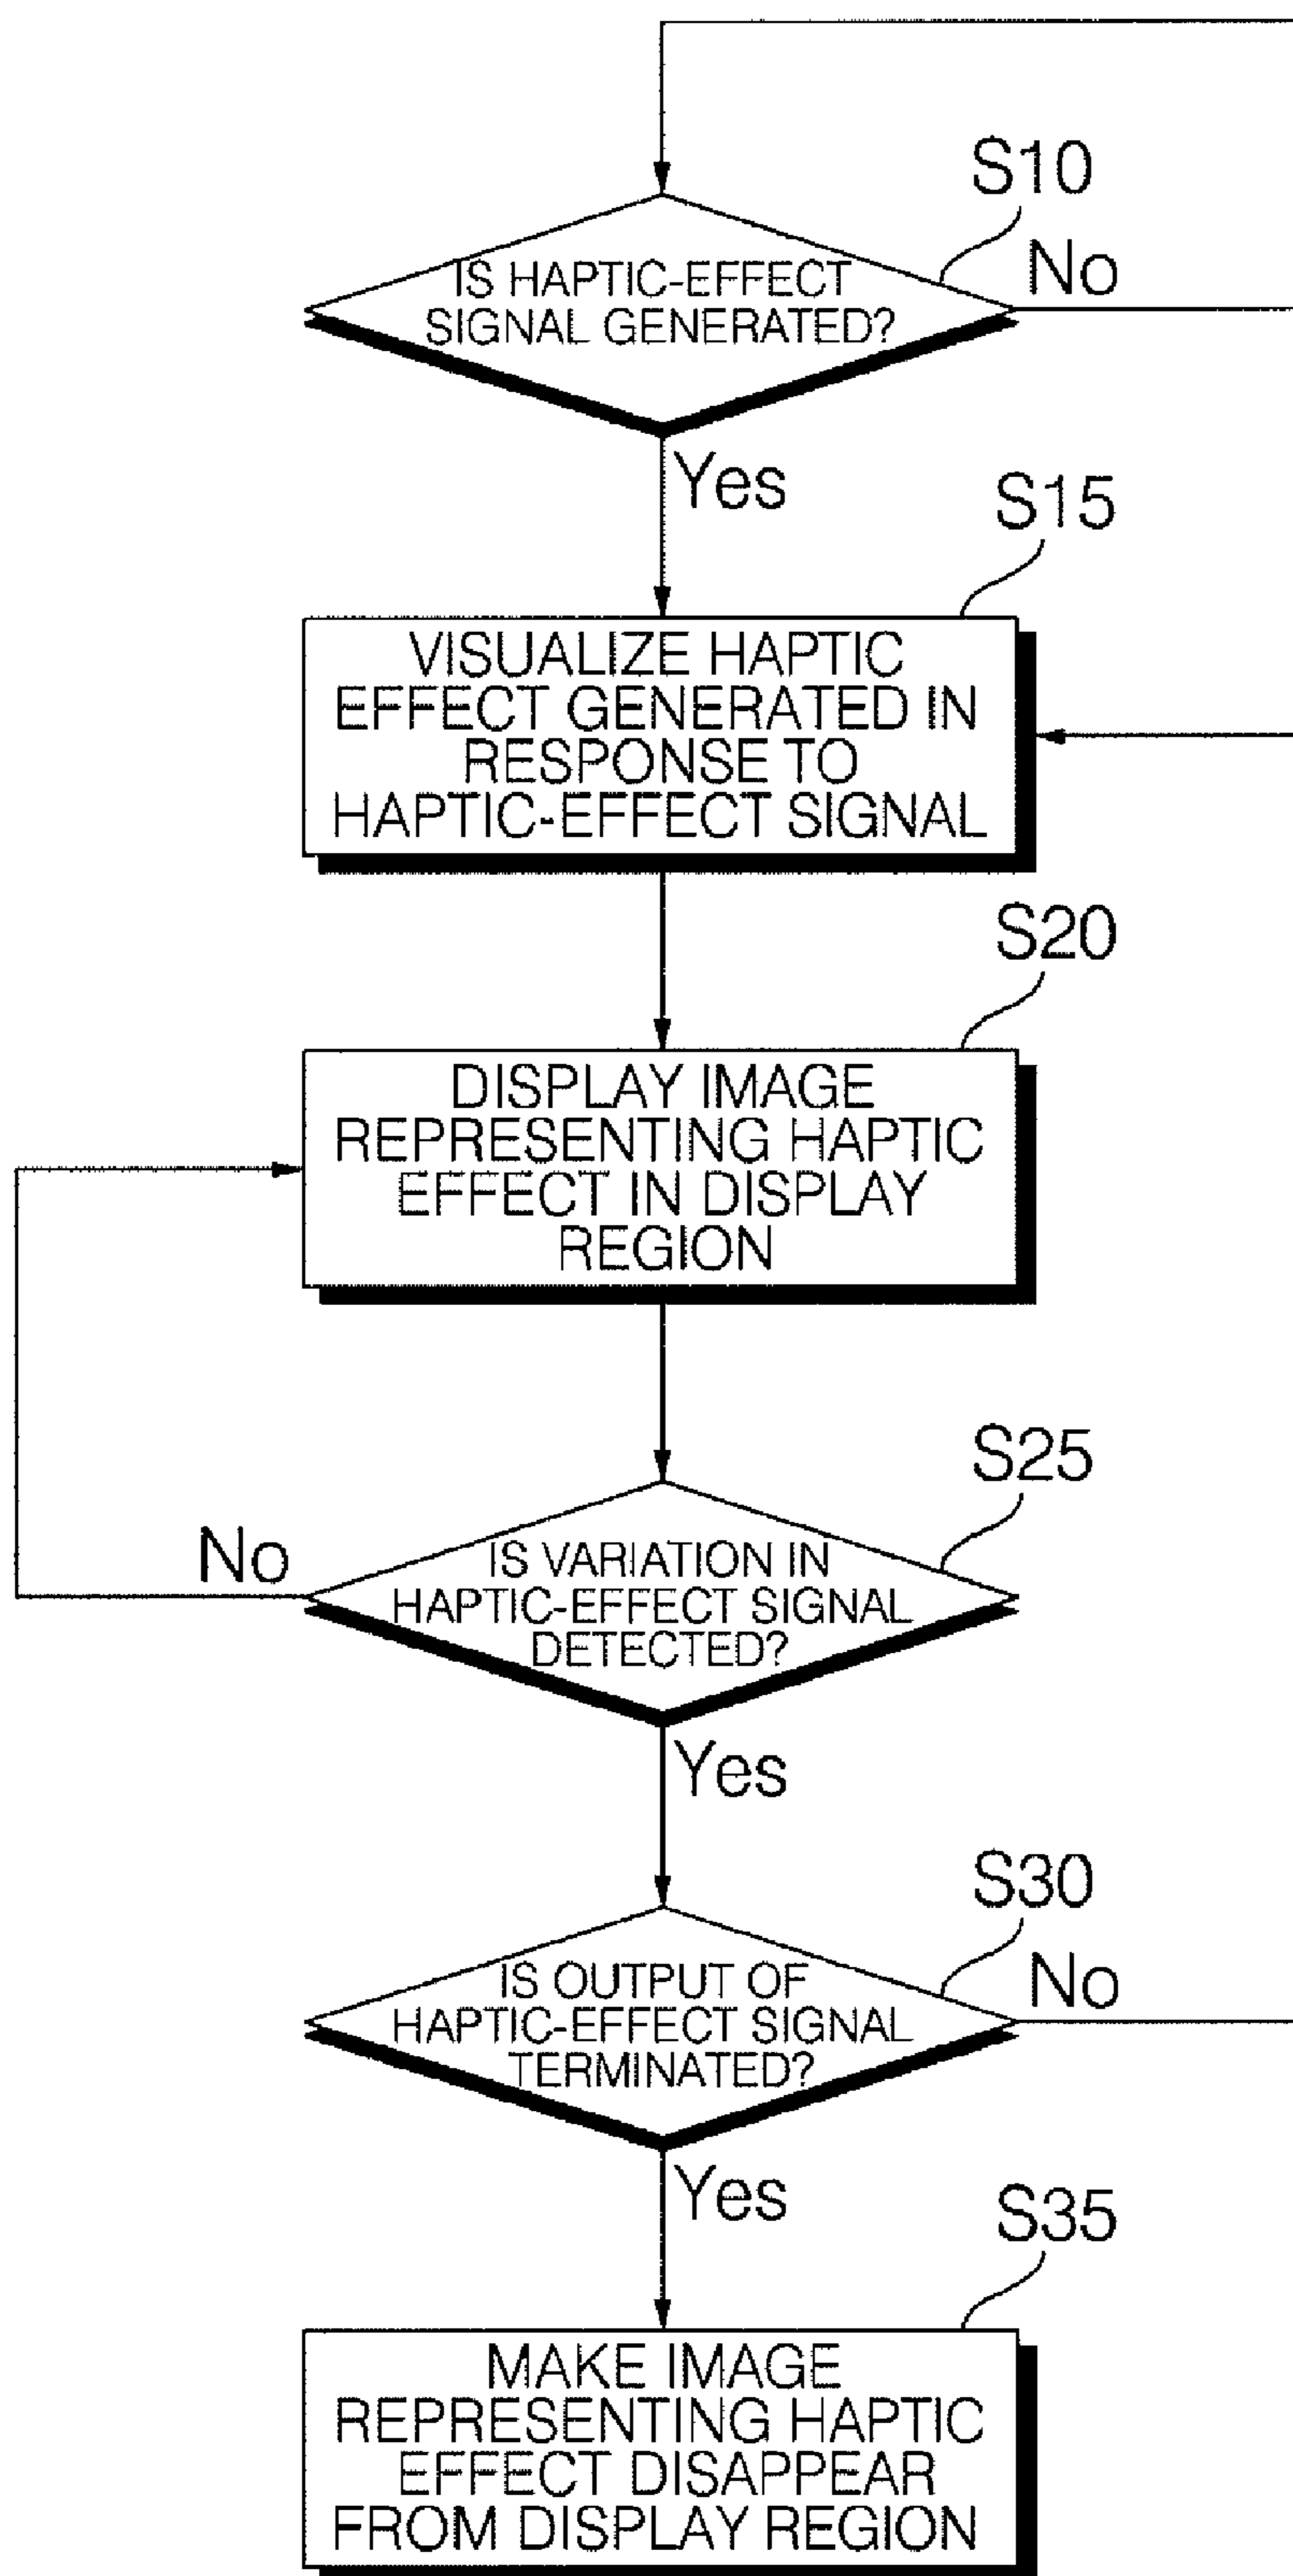 S10
IS HAPTIC-EFFECT
SIGNAL GENERATED?
No
Yes
S15
VISUALIZE HAPTIC
EFFECT GENERATED IN
RESPONSE TO
HAPTIC-EFFECT SIGNAL
S20
DISPLAY IMAGE
REPRESENTING HAPTIC
EFFECT IN DISPLAY
REGION
S25
No
IS VARIATION IN
HAPTIC-EFFECT SIGNAL
DETECTED?
Yes
S30
IS OUTPUT OF
HAPTIC-EFFECT SIGNAL
TERMINATED?
No
Yes
S35
MAKE IMAGE
REPRESENTING HAPTIC
EFFECT DISAPPEAR
FROM DISPLAY REGION